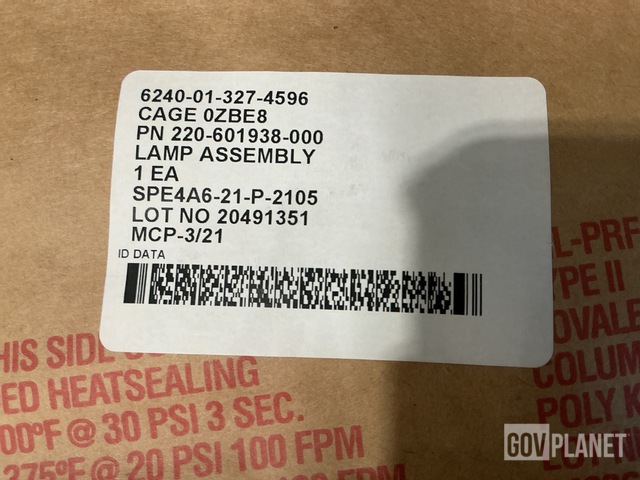 6240-01-327-4596
CAGE 0ZBE8
PN 220-601938-000
LAMP ASSEMBLY
1 EA
SPE4A6-21-P-2105
LOT NO 20491351
MCP-3/21
ID DATA
L-PRF
YPE II
OVALE
COLUM
POLY K
HIS SIDE
ED HEATSEALING
00°F @ 30 PSI 3 SEC.
275°F @ 20 PSI 100 FPM
GOVPLANET